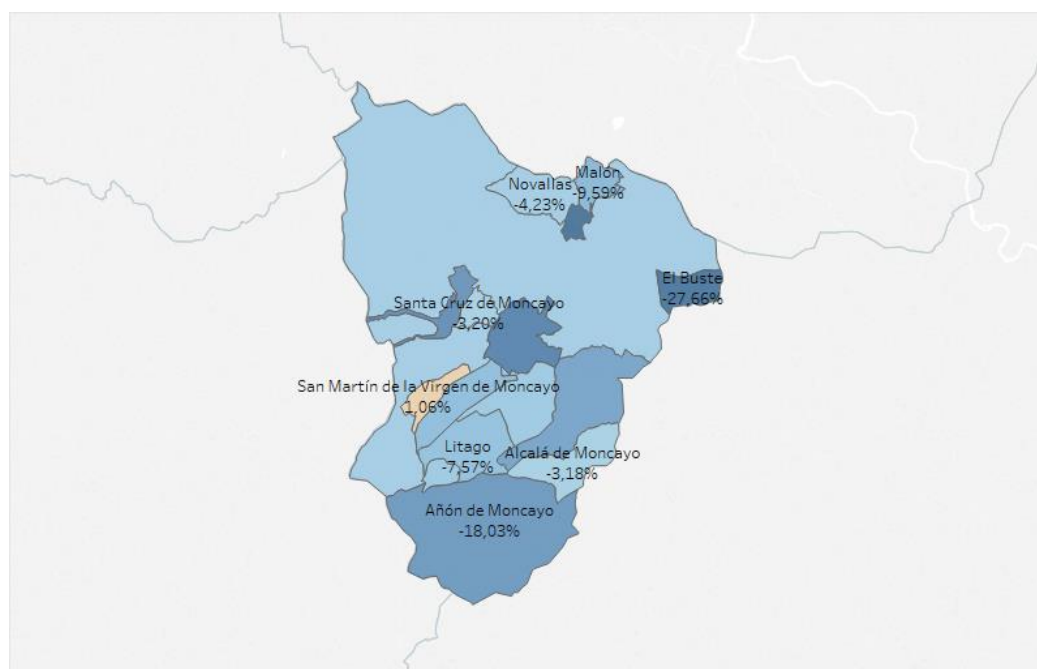 Malón
-9,59%
Novallas
-4,23%
El Buste
-27,66%
Santa Cruz de Moncayo
-3,20%
San Martín de la Virgen de Moncayo
1,06%
Litago
-7,57%
Alcalá de Moncayo
-3,18%
Añón de Moncayo
-18,03%